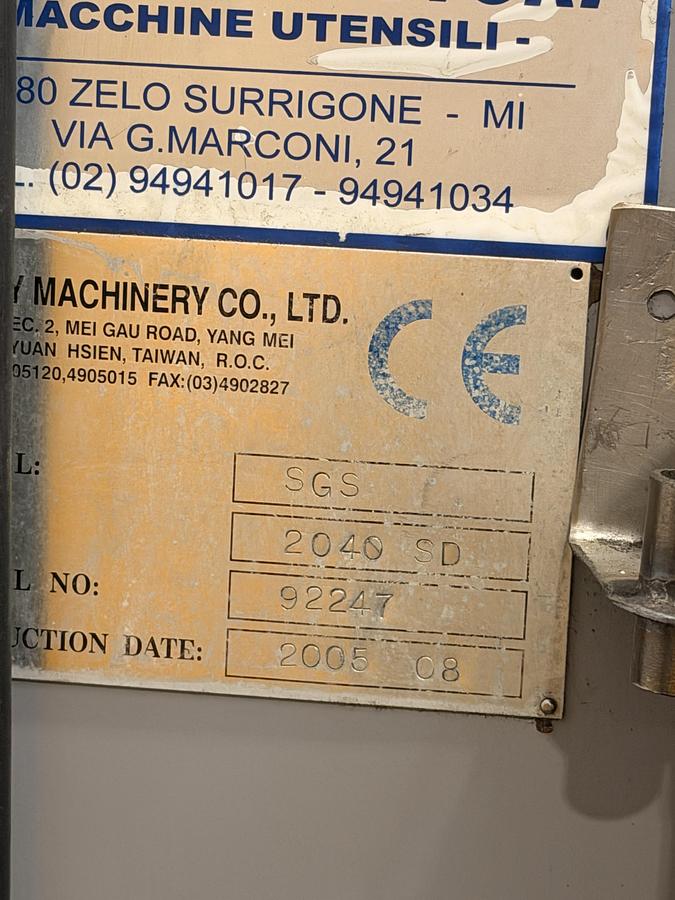 MACCHINE UTENSILI -
80 ZELO SURRIGONE - MI
VIA G.MARCONI, 21
. (02) 94941017 - 94941034
Y MACHINERY CO., LTD.
EC. 2, MEI GAU ROAD, YANG MEI
YUAN HSIEN, TAIWAN, R.O.C.
05120,4905015 FAX:(03)4902827
CE
L:
SGS
2040 SD
L NO:
92247
UCTION DATE:
2005 08